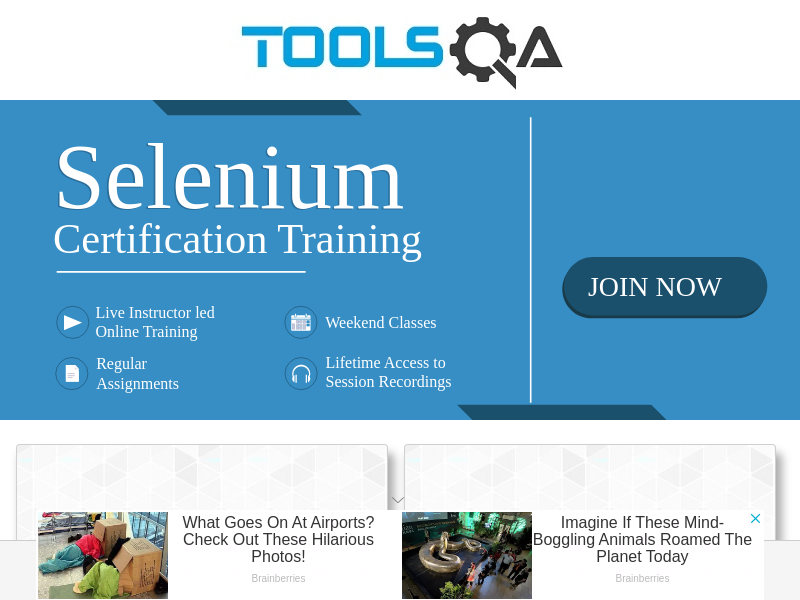 TOOLSQA
Selenium
Certification Training
JOIN NOW
Live Instructor led
Online Training
Weekend Classes
Regular
Assignments
Lifetime Access to
Session Recordings
What Goes On At Airports?
Check Out These Hilarious
Photos!
Brainberries
Imagine If These Mind-
Boggling Animals Roamed The
Planet Today
Brainberries